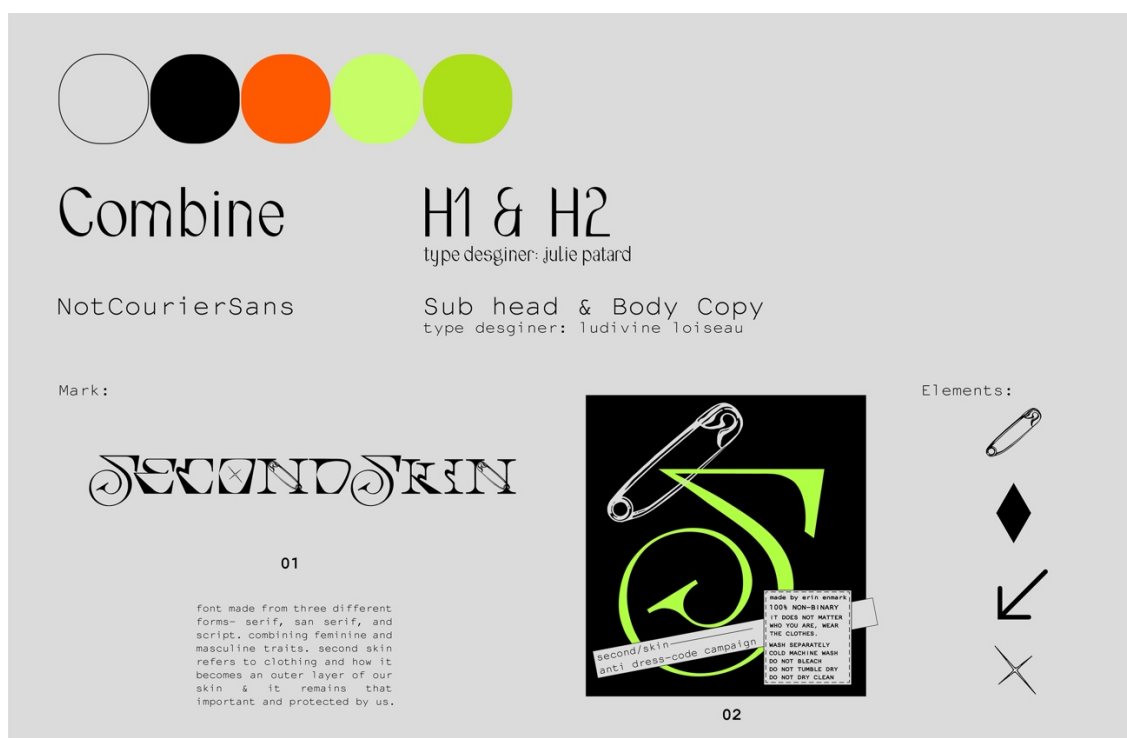 Combine
H1 & H2
type desginer: julie patard
NotCourierSans
Sub head & Body Copy
type desginer: ludivine loiseau
Mark:
SECONDSKIN
01
font made from three different
forms- serif, san serif, and
script. combining feminine and
masculine traits. second skin
refers to clothing and how it
becomes an outer layer of our
skin & it remains that
important and protected by us.
S
second/skin
anti dress-code campaign
made by erin enmark
100% NON-BINARY
IT DOES NOT MATTER
WHO YOU ARE, WEAR
THE CLOTHES.
WASH SEPARATELY
COLD MACHINE WASH
DO NOT BLEACH
DO NOT TUMBLE DRY
DO NOT DRY CLEAN
02
Elements: